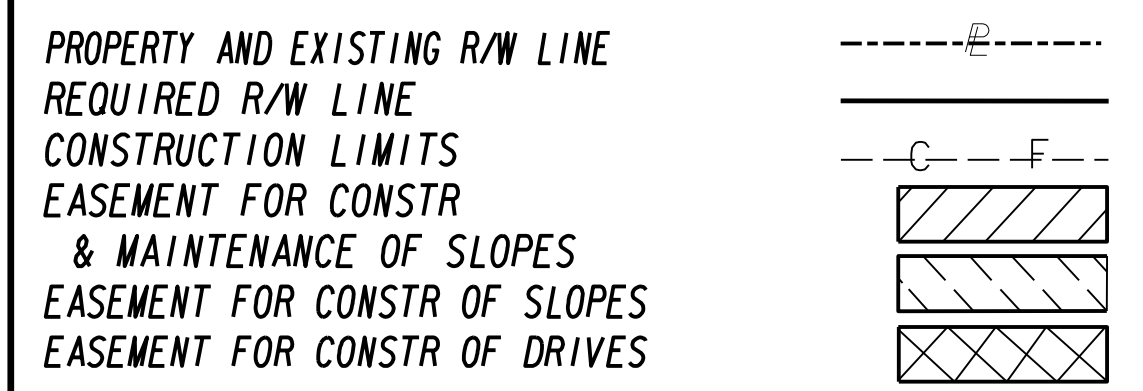 PROPERTY AND EXISTING R/W LINE PL
REQUIRED R/W LINE
CONSTRUCTION LIMITS C F
EASEMENT FOR CONSTR
& MAINTENANCE OF SLOPES
EASEMENT FOR CONSTR OF SLOPES
EASEMENT FOR CONSTR OF DRIVES